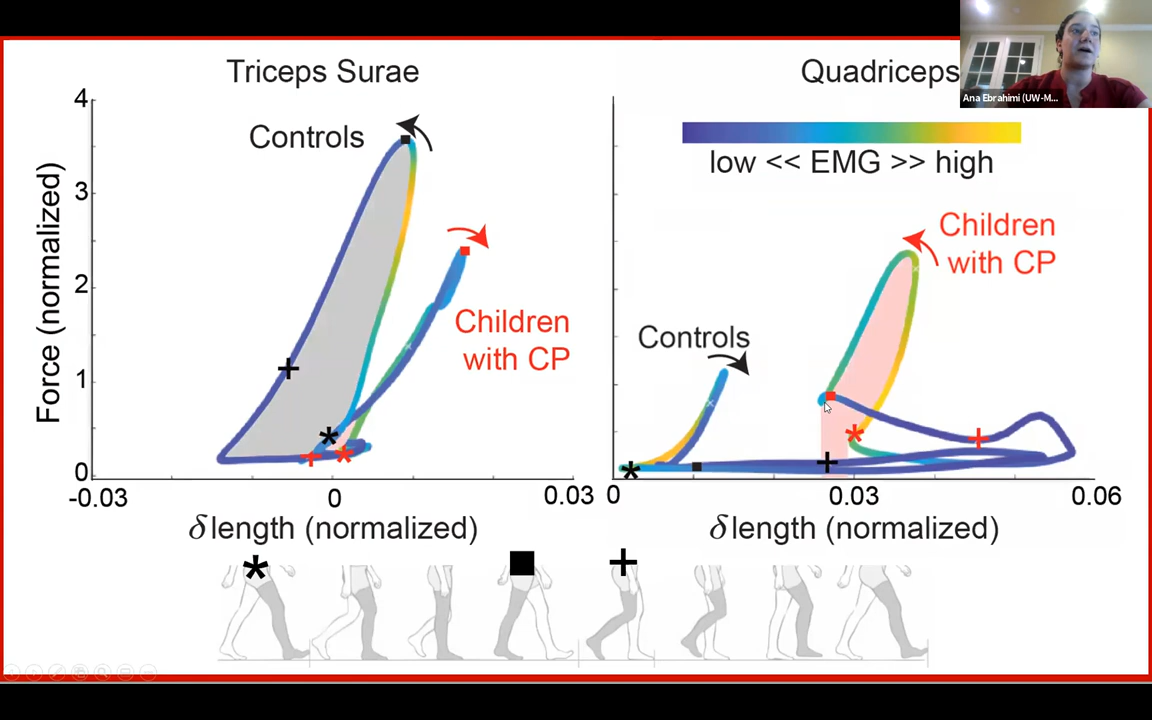 Triceps Surae
Quadriceps
Ana Ebrahimi (UW-M...
4
3
2
1
0
Force (normalized)
Controls
Children
with CP
-0.03
0
0.03
δ length (normalized)
low << EMG >> high
Children
with CP
Controls
0
0.03
0.06
δ length (normalized)